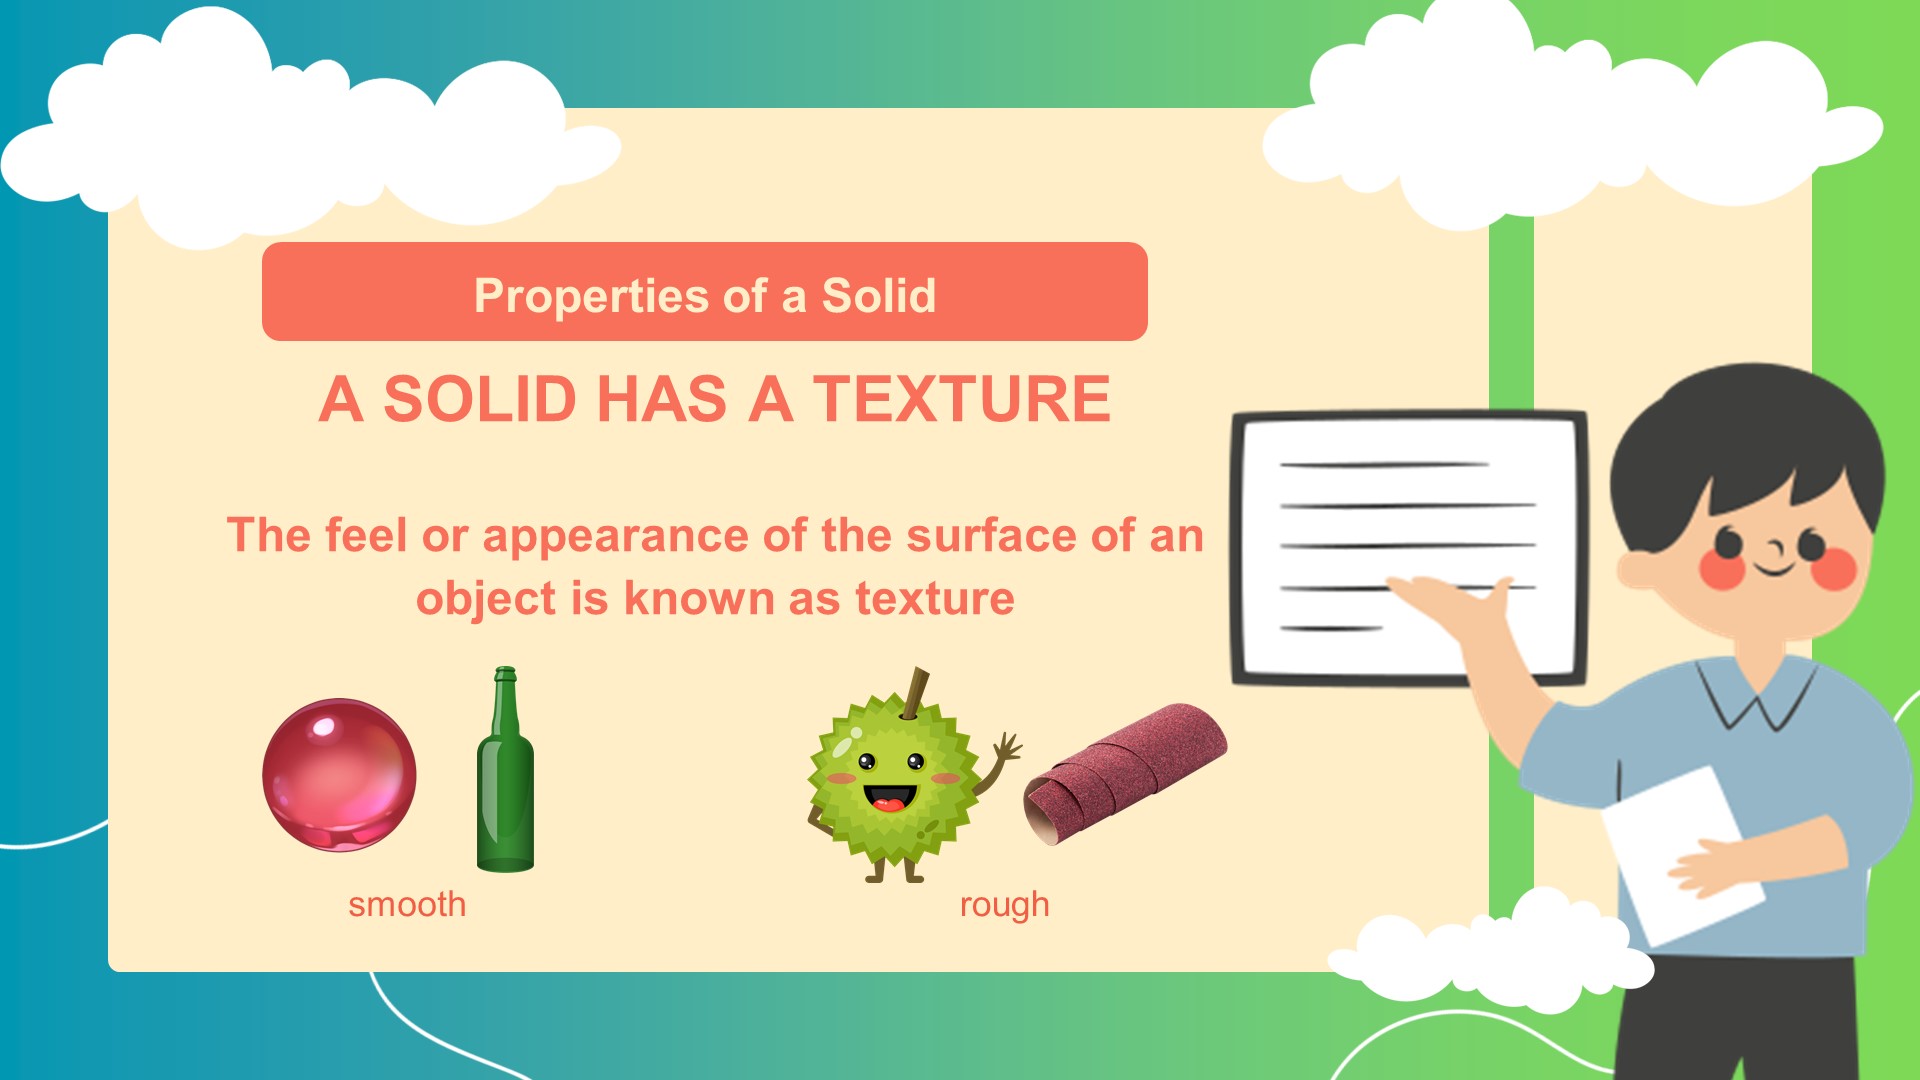 Properties of a Solid
A SOLID HAS A TEXTURE
The feel or appearance of the surface of an
object is known as texture
smooth
rough